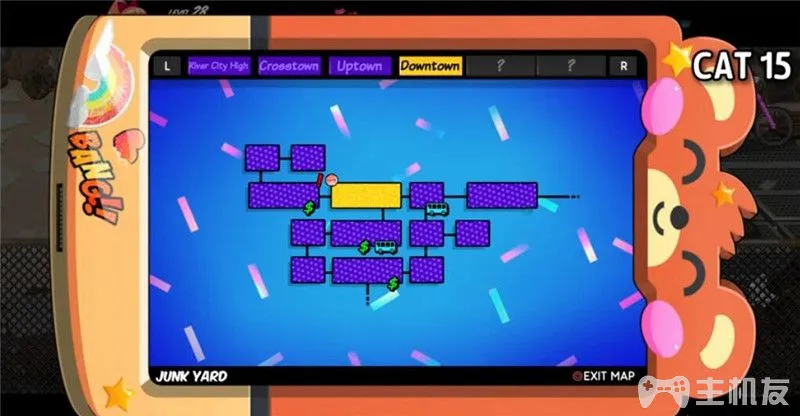 LEVEL 28
L River City High Crosstown Uptown Downtown ? ? R
CAT 15
BANG!!
$
$
$
JUNK YARD
EXIT MAP
主机友